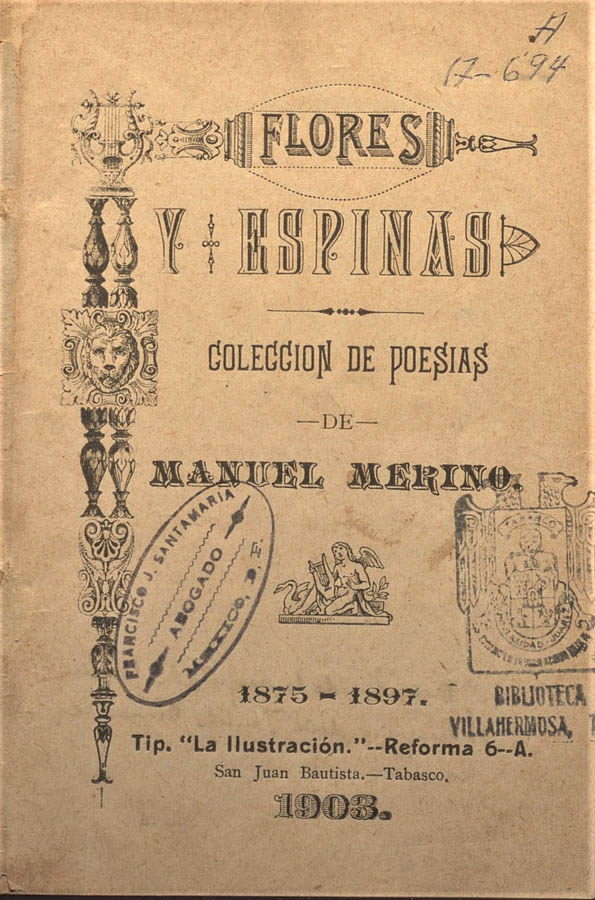 A
17-694
FLORES
Y ESPINAS
COLECCION DE POESIAS
—DE—
MANUEL MERINO.
FRANCISCO J. SANTAMARIA
ABOGADO
MEXICO, D. F.
TABASCO
1875 - 1897.
BIBLIOTECA
VILLAHERMOSA, T
Tip. "La Ilustración."--Reforma 6--A.
San Juan Bautista.—Tabasco.
1903.